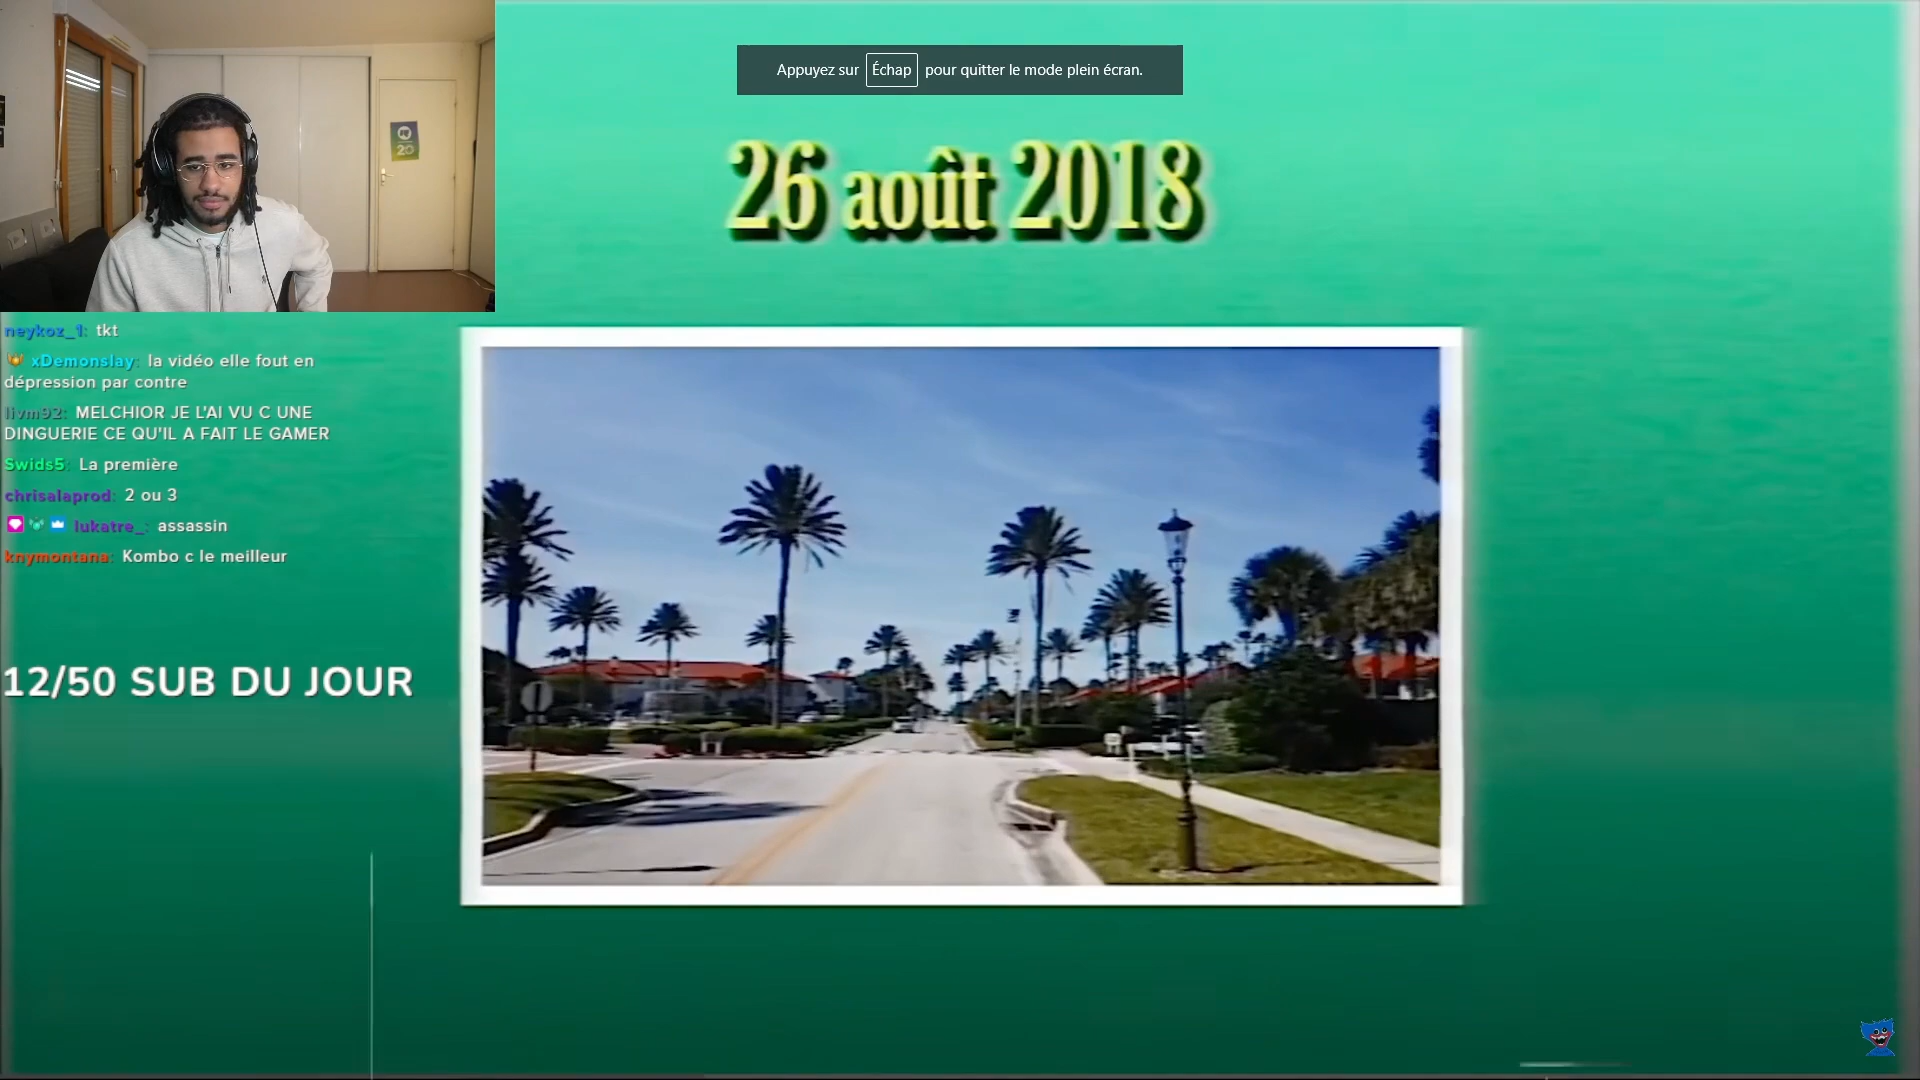 Appuyez sur Échap pour quitter le mode plein écran.
26 août 2018
20
neykoz_1: tkt
xDemonslay: la vidéo elle fout en
dépression par contre
livm92: MELCHIOR JE L'AI VU C UNE
DINGUERIE CE QU'IL A FAIT LE GAMER
Swids5: La première
chrisalaprod: 2 ou 3
lukatre_: assassin
knymontana: Kombo c le meilleur
12/50 SUB DU JOUR